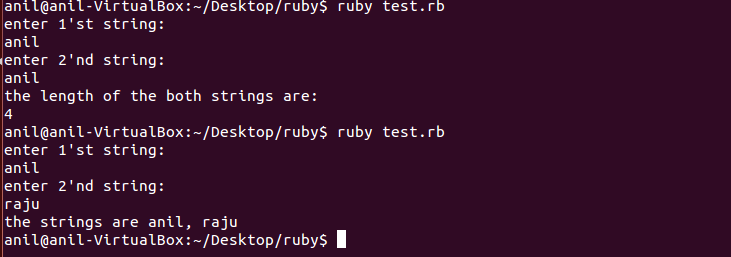 anil@anil-VirtualBox:~/Desktop/ruby$ ruby test.rb
enter 1'st string:
anil
enter 2'nd string:
anil
the length of the both strings are:
4
anil@anil-VirtualBox:~/Desktop/ruby$ ruby test.rb
enter 1'st string:
anil
enter 2'nd string:
raju
the strings are anil, raju
anil@anil-VirtualBox:~/Desktop/ruby$